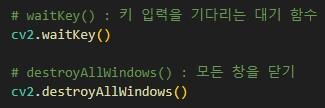 # waitKey() : 키 입력을 기다리는 대기 함수
cv2.waitKey()
# destroyAllWindows() : 모든 창을 닫기
cv2.destroyAllWindows()